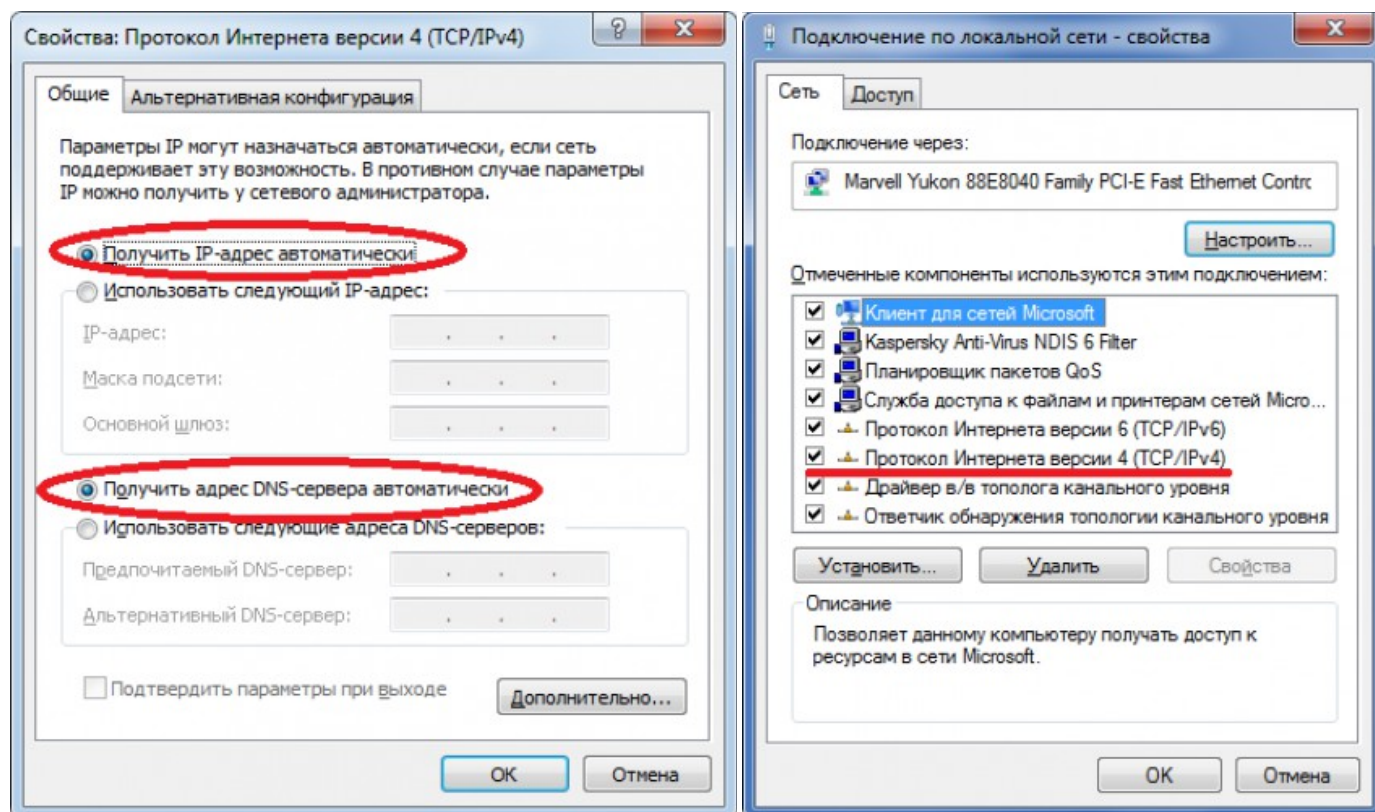 Свойства: Протокол Интернета версии 4 (TCP/IPv4)
Общие
Альтернативная конфигурация
Параметры IP могут назначаться автоматически, если сеть
поддерживает эту возможность. В противном случае параметры
IP можно получить у сетевого администратора.
Получить IP-адрес автоматически
Использовать следующий IP-адрес:
IP-адрес:
Маска подсети:
Основной шлюз:
Получить адрес DNS-сервера автоматически
Использовать следующие адреса DNS-серверов:
Предпочитаемый DNS-сервер:
Альтернативный DNS-сервер:
Подтвердить параметры при выходе
Дополнительно...
OK
Отмена
Подключение по локальной сети - свойства
Сеть
Доступ
Подключение через:
Marvell Yukon 88E8040 Family PCI-E Fast Ethernet Contrc
Настроить...
Отмеченные компоненты используются этим подключением:
Клиент для сетей Microsoft
Kaspersky Anti-Virus NDIS 6 Filter
Планировщик пакетов QoS
Служба доступа к файлам и принтерам сетей Micro...
Протокол Интернета версии 6 (TCP/IPv6)
Протокол Интернета версии 4 (TCP/IPv4)
Драйвер в/в тополога канального уровня
Ответчик обнаружения топологии канального уровня
Установить...
Удалить
Свойства
Описание
Позволяет данному компьютеру получать доступ к
ресурсам в сети Microsoft.
OK
Отмена